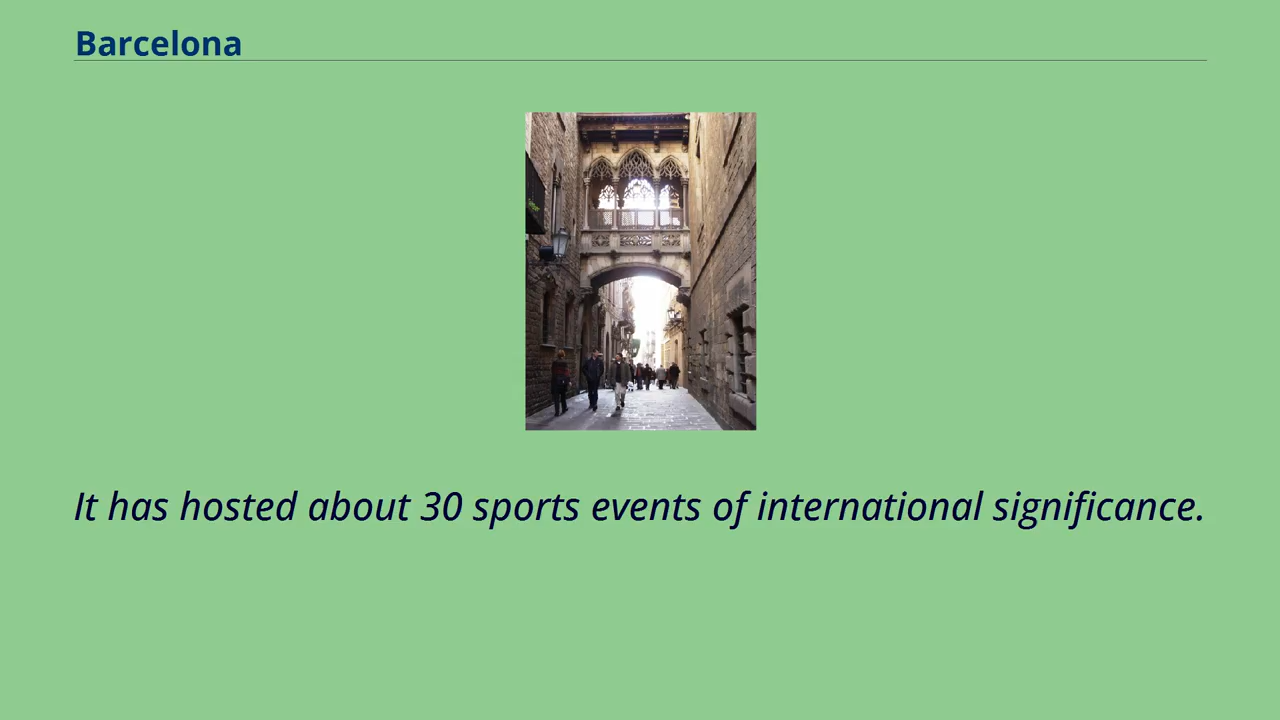 Barcelona
It has hosted about 30 sports events of international significance.